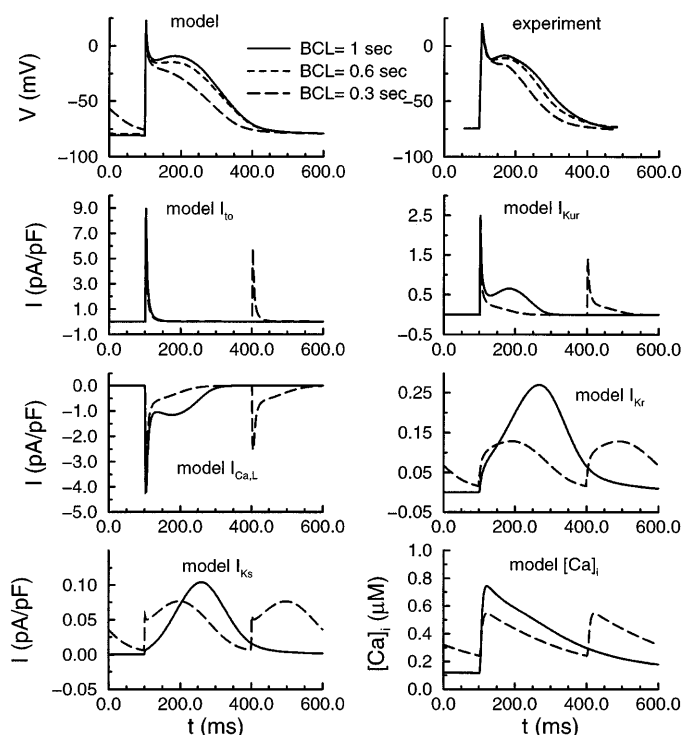 model
BCL= 1 sec
BCL= 0.6 sec
BCL= 0.3 sec
experiment
V (mV)
0
−50
−100
0.0 200.0 400.0 600.0
0
−50
−100
0.0 200.0 400.0 600.0
model Ito
I (pA/pF)
9.0
7.0
5.0
3.0
1.0
−1.0
0.0 200.0 400.0 600.0
model IKur
2.5
1.5
0.5
−0.5
0.0 200.0 400.0 600.0
model ICa,L
I (pA/pF)
0.0
−1.0
−2.0
−3.0
−4.0
−5.0
0.0 200.0 400.0 600.0
model IKr
0.25
0.15
0.05
−0.05
0.0 200.0 400.0 600.0
model IKs
I (pA/pF)
0.10
0.05
0.00
−0.05
0.0 200.0 400.0 600.0
t (ms)
model [Ca]i
[Ca]i (μM)
1.0
0.8
0.6
0.4
0.2
0.0
0.0 200.0 400.0 600.0
t (ms)